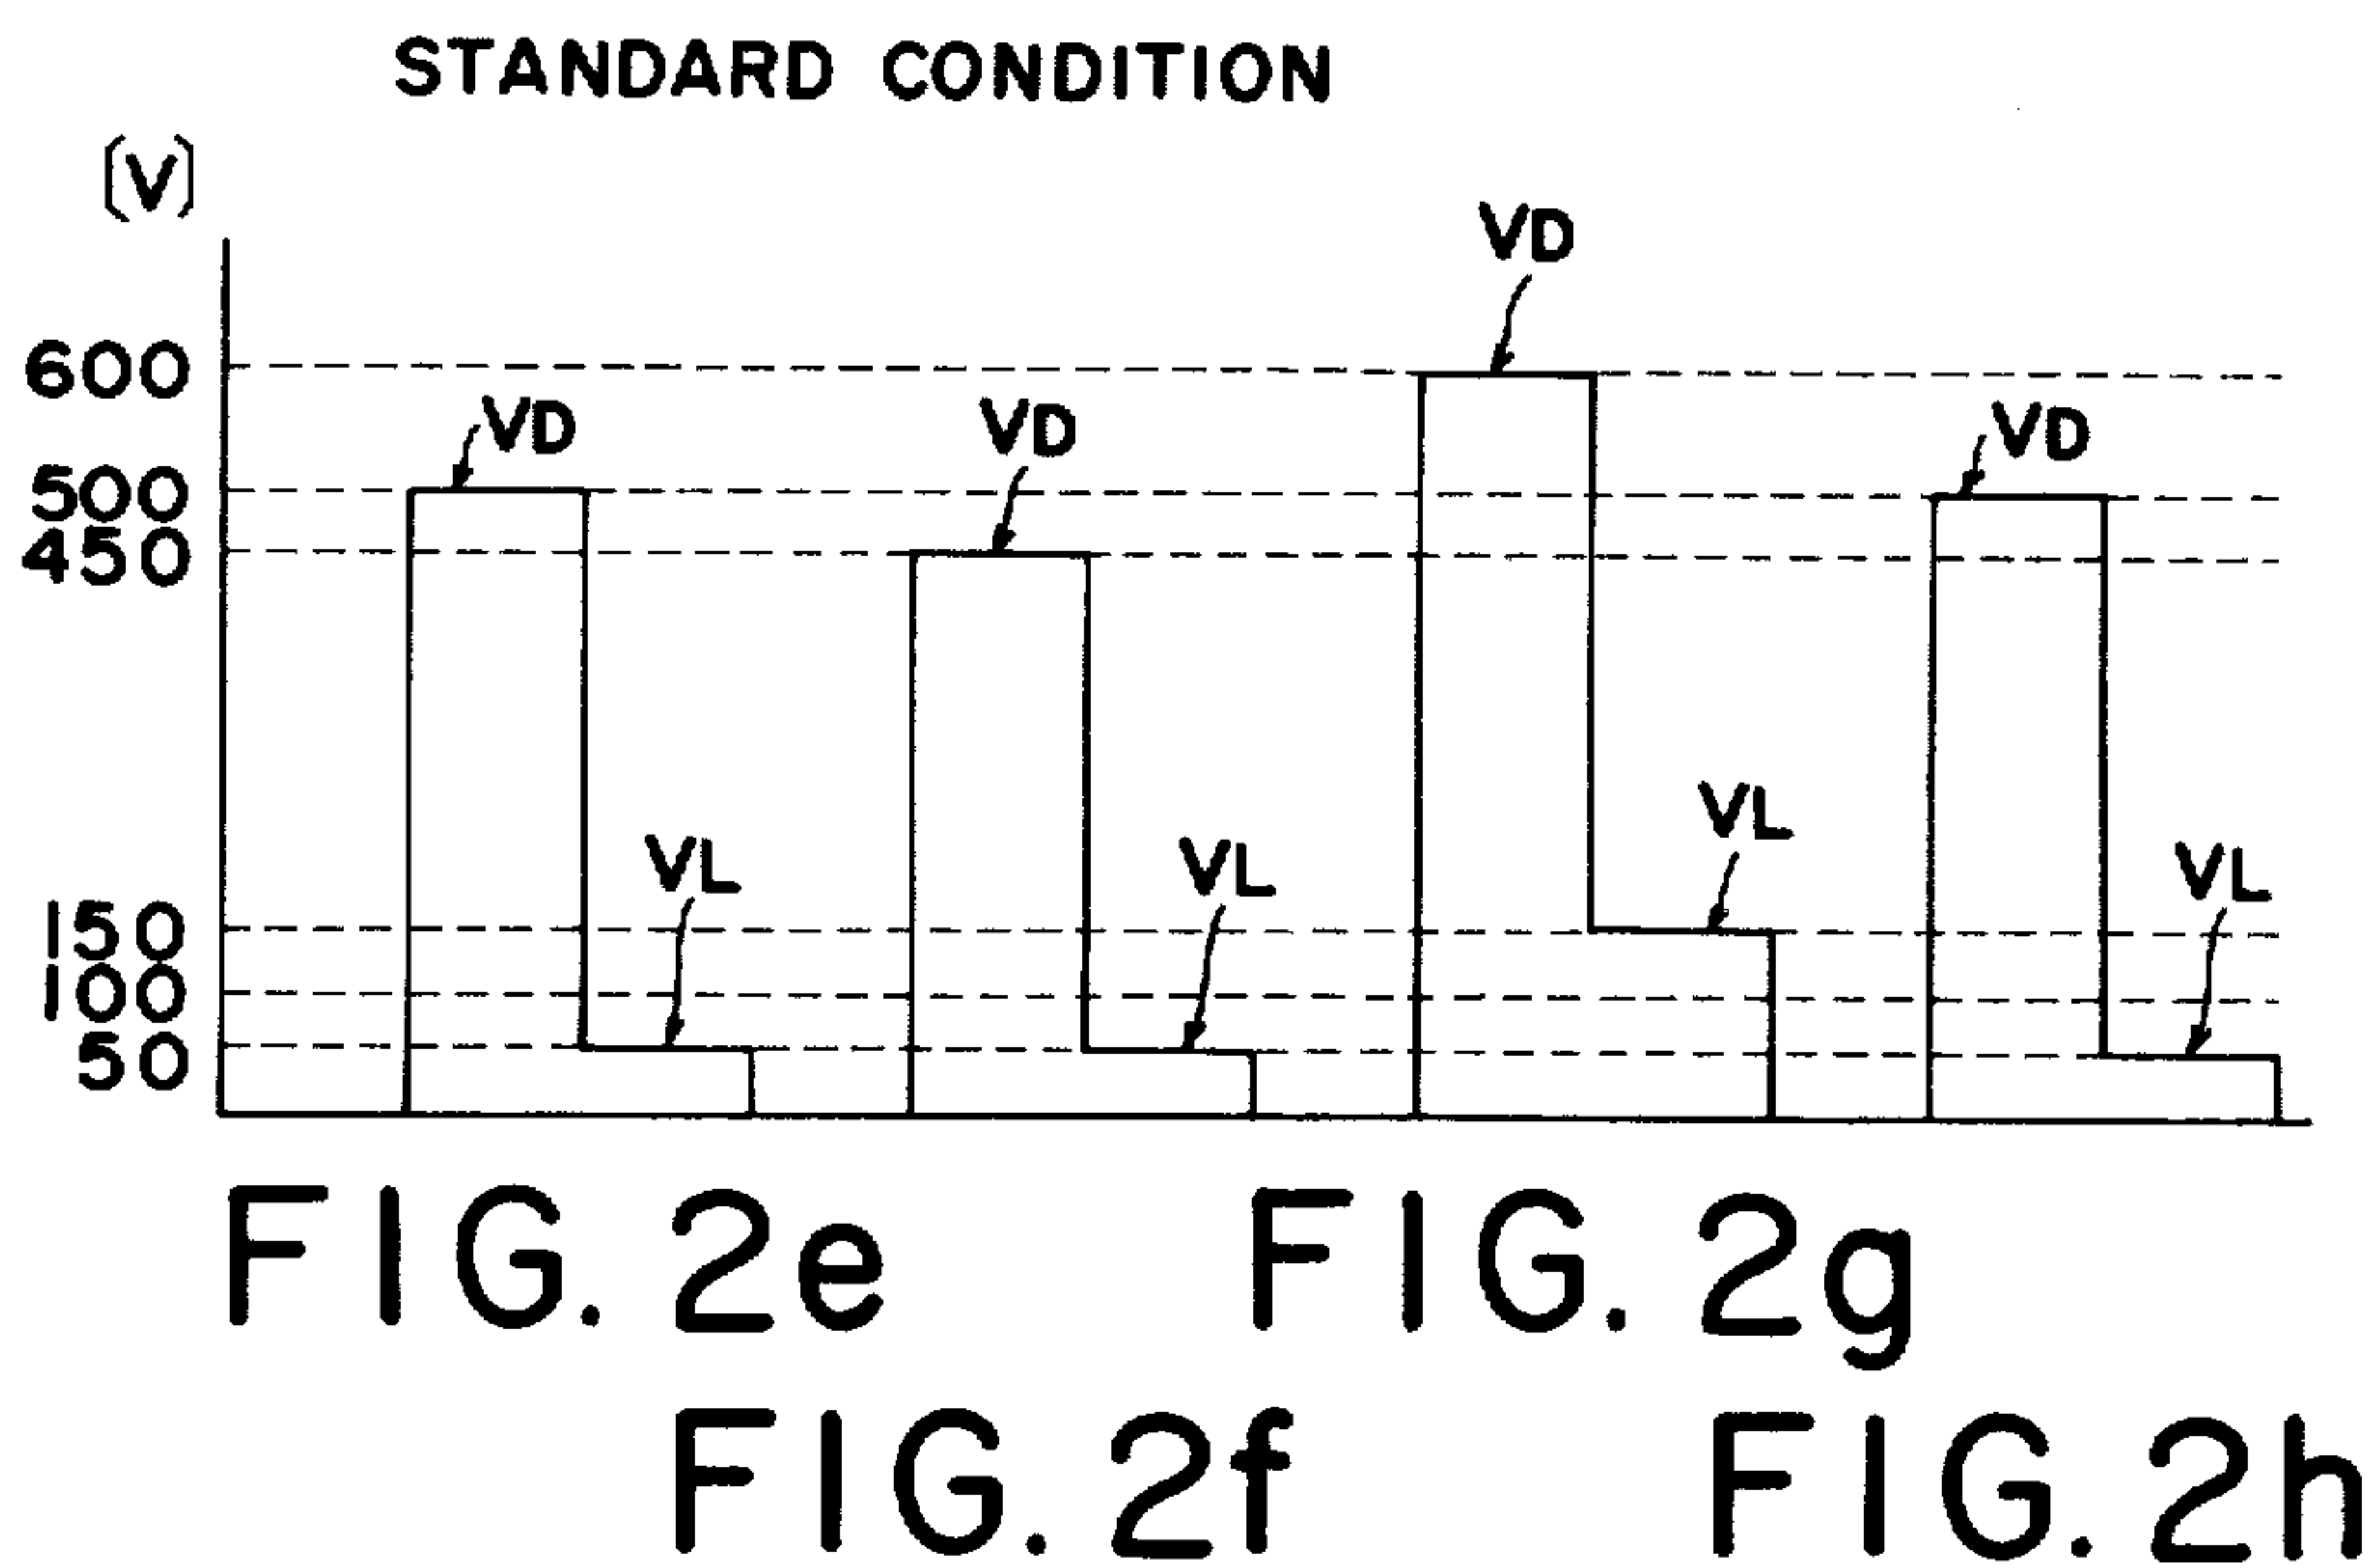 STANDARD CONDITION
(V)
600
500
450
150
100
50
VD
VL
VD
VL
VD
VL
VD
VL
FIG. 2e
FIG. 2g
FIG. 2f
FIG. 2h